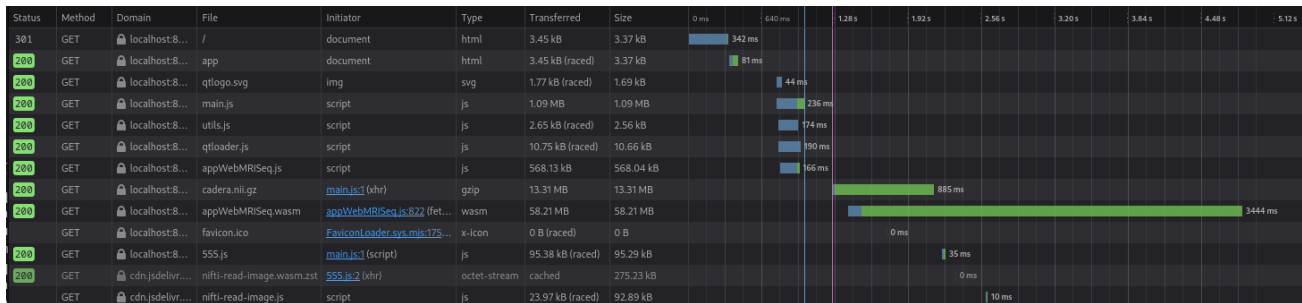 Status Method Domain File Initiator Type Transferred Size 0 ms 640 ms 1.28 s 1.92 s 2.56 s 3.20 s 3.84 s 4.48 s 5.12 s
301 GET localhost:8... / document html 3.45 kB 3.37 kB 342 ms
200 GET localhost:8... app document html 3.45 kB (raced) 3.37 kB 81 ms
200 GET localhost:8... qtlogo.svg img svg 1.77 kB (raced) 1.69 kB 44 ms
200 GET localhost:8... main.js script js 1.09 MB 1.09 MB 236 ms
200 GET localhost:8... utils.js script js 2.65 kB (raced) 2.56 kB 174 ms
200 GET localhost:8... qtloader.js script js 10.75 kB (raced) 10.66 kB 190 ms
200 GET localhost:8... appWebMRISeq.js script js 568.13 kB 568.04 kB 166 ms
200 GET localhost:8... cadera.nii.gz main.js:1 (xhr) gzip 13.31 MB 13.31 MB 885 ms
200 GET localhost:8... appWebMRISeq.wasm appWebMRISeq.js:822 (fet... wasm 58.21 MB 58.21 MB 3444 ms
GET localhost:8... favicon.ico FaviconLoader.sys.mjs:175... x-icon 0 B (raced) 0 B 0 ms
200 GET localhost:8... 555.js main.js:1 (script) js 95.38 kB (raced) 95.29 kB 35 ms
200 GET cdn.jsdelivr.... nifti-read-image.wasm.zst 555.js:2 (xhr) octet-stream cached 275.23 kB 0 ms
GET cdn.jsdelivr.... nifti-read-image.js script js 23.97 kB (raced) 92.89 kB 10 ms